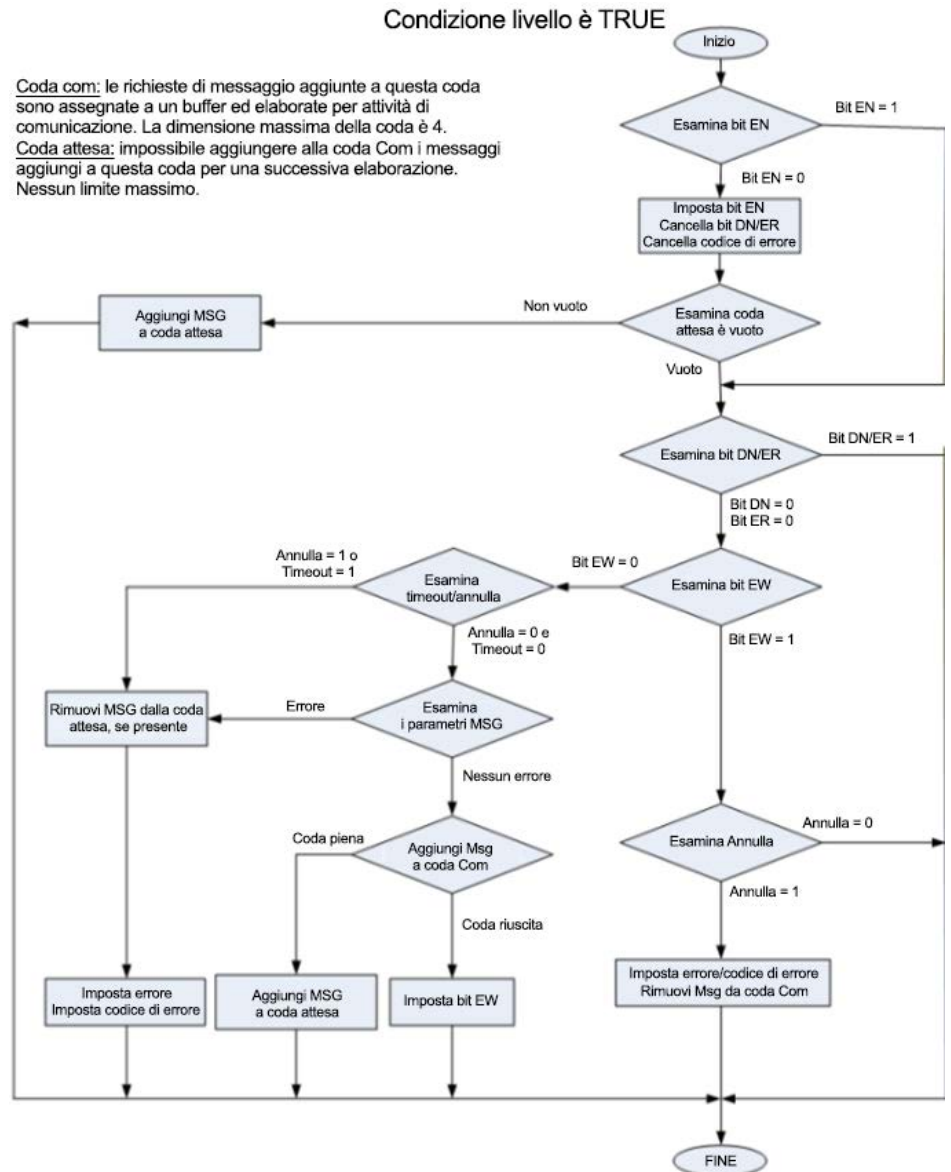 Condizione livello è TRUE
Inizio
Coda com: le richieste di messaggio aggiunte a questa coda
sono assegnate a un buffer ed elaborate per attività di
comunicazione. La dimensione massima della coda è 4.
Coda attesa: impossibile aggiungere alla coda Com i messaggi
aggiungi a questa coda per una successiva elaborazione.
Nessun limite massimo.
Bit EN = 1
Esamina bit EN
Bit EN = 0
Imposta bit EN
Cancella bit DN/ER
Cancella codice di errore
Aggiungi MSG
a coda attesa
Non vuoto
Esamina coda
attesa è vuoto
Vuoto
Esamina bit DN/ER
Bit DN/ER = 1
Bit DN = 0
Bit ER = 0
Annulla = 1 o
Timeout = 1
Esamina
timeout/annulla
Bit EW = 0
Esamina bit EW
Annulla = 0 e
Timeout = 0
Bit EW = 1
Rimuovi MSG dalla coda
attesa, se presente
Errore
Esamina
i parametri MSG
Nessun errore
Coda piena
Aggiungi Msg
a coda Com
Esamina Annulla
Annulla = 0
Annulla = 1
Coda riuscita
Imposta errore
Imposta codice di errore
Aggiungi MSG
a coda attesa
Imposta bit EW
Imposta errore/codice di errore
Rimuovi Msg da coda Com
FINE